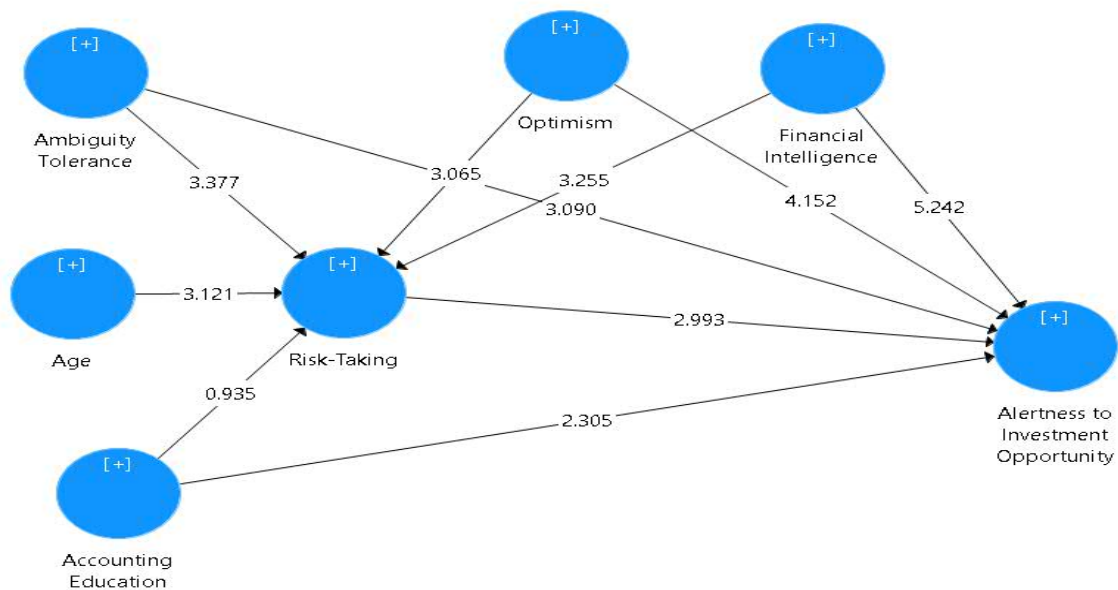 [+]
Ambiguity
Tolerance
[+]
Optimism
[+]
Financial
Intelligence
3.377
3.065
3.255
3.090
4.152
5.242
[+]
Age
3.121
[+]
Risk-Taking
2.993
[+]
Alertness to
Investment
Opportunity
0.935
2.305
[+]
Accounting
Education